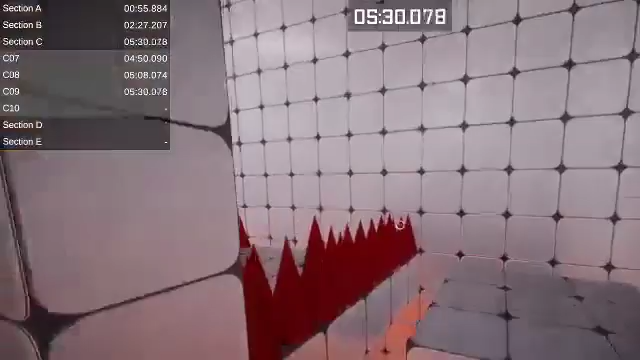 Section A 00:55.884
Section B 02:27.207
Section C 05:30.078
C07 04:50.090
C08 05:08.074
C09 05:30.078
C10 -
Section D
Section E -
05:30.078